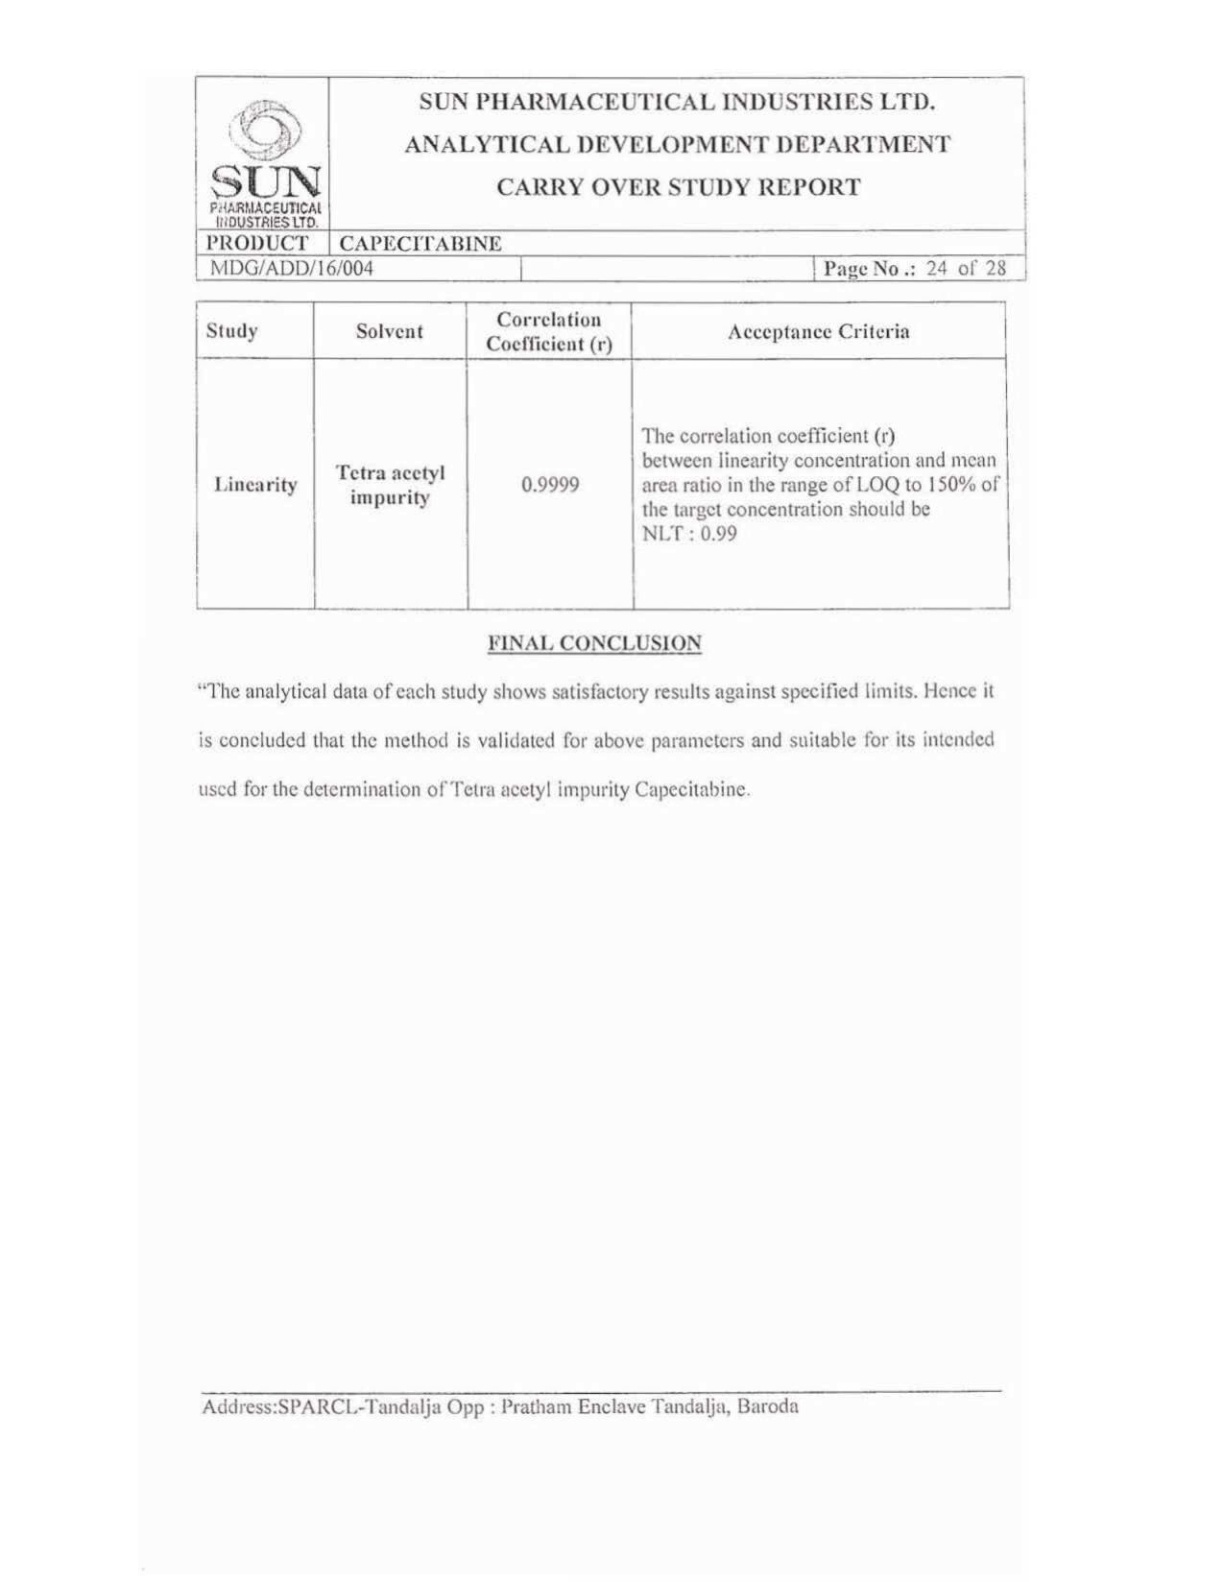 SUN PHARMACEUTICAL INDUSTRIES LTD.
ANALYTICAL DEVELOPMENT DEPARTMENT
CARRY OVER STUDY REPORT
SUN
PHARMACEUTICAL
INDUSTRIES LTD.
PRODUCT CAPECITABINE
MDG/ADD/16/004 Page No .: 24 of 28
Study Solvent Correlation Coefficient (r) Acceptance Criteria
Linearity Tetra acetyl impurity 0.9999
The correlation coefficient (r)
between linearity concentration and mean
area ratio in the range of LOQ to 150% of
the target concentration should be
NLT : 0.99
FINAL CONCLUSION
“The analytical data of each study shows satisfactory results against specified limits. Hence it
is concluded that the method is validated for above parameters and suitable for its intended
used for the determination of Tetra acetyl impurity Capecitabine.
Address:SPARCL-Tandalja Opp : Pratham Enclave Tandalja, Baroda